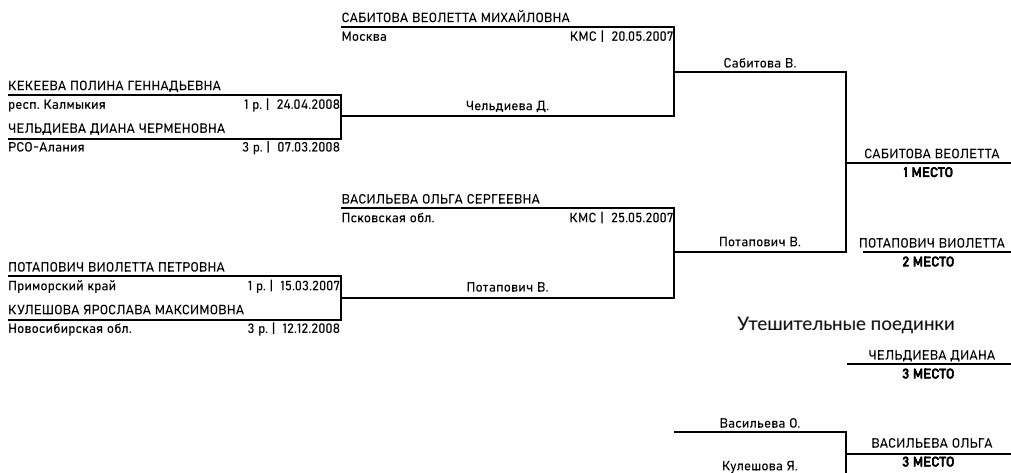 САБИТОВА ВЕОЛЕТТА МИХАЙЛОВНА
Москва КМС | 20.05.2007
Сабитова В.
КЕКЕЕВА ПОЛИНА ГЕННАДЬЕВНА
респ. Калмыкия 1 р. | 24.04.2008
Чельдиева Д.
ЧЕЛЬДИЕВА ДИАНА ЧЕРМЕНОВНА
РСО-Алания 3 р. | 07.03.2008
САБИТОВА ВЕОЛЕТТА
1 МЕСТО
ВАСИЛЬЕВА ОЛЬГА СЕРГЕЕВНА
Псковская обл. КМС | 25.05.2007
Потапович В.
ПОТАПОВИЧ ВИОЛЕТТА
2 МЕСТО
ПОТАПОВИЧ ВИОЛЕТТА ПЕТРОВНА
Приморский край 1 р. | 15.03.2007
Потапович В.
КУЛЕШОВА ЯРОСЛАВА МАКСИМОВНА
Новосибирская обл. 3 р. | 12.12.2008
Утешительные поединки
ЧЕЛЬДИЕВА ДИАНА
3 МЕСТО
Васильева О.
ВАСИЛЬЕВА ОЛЬГА
3 МЕСТО
Кулешова Я.